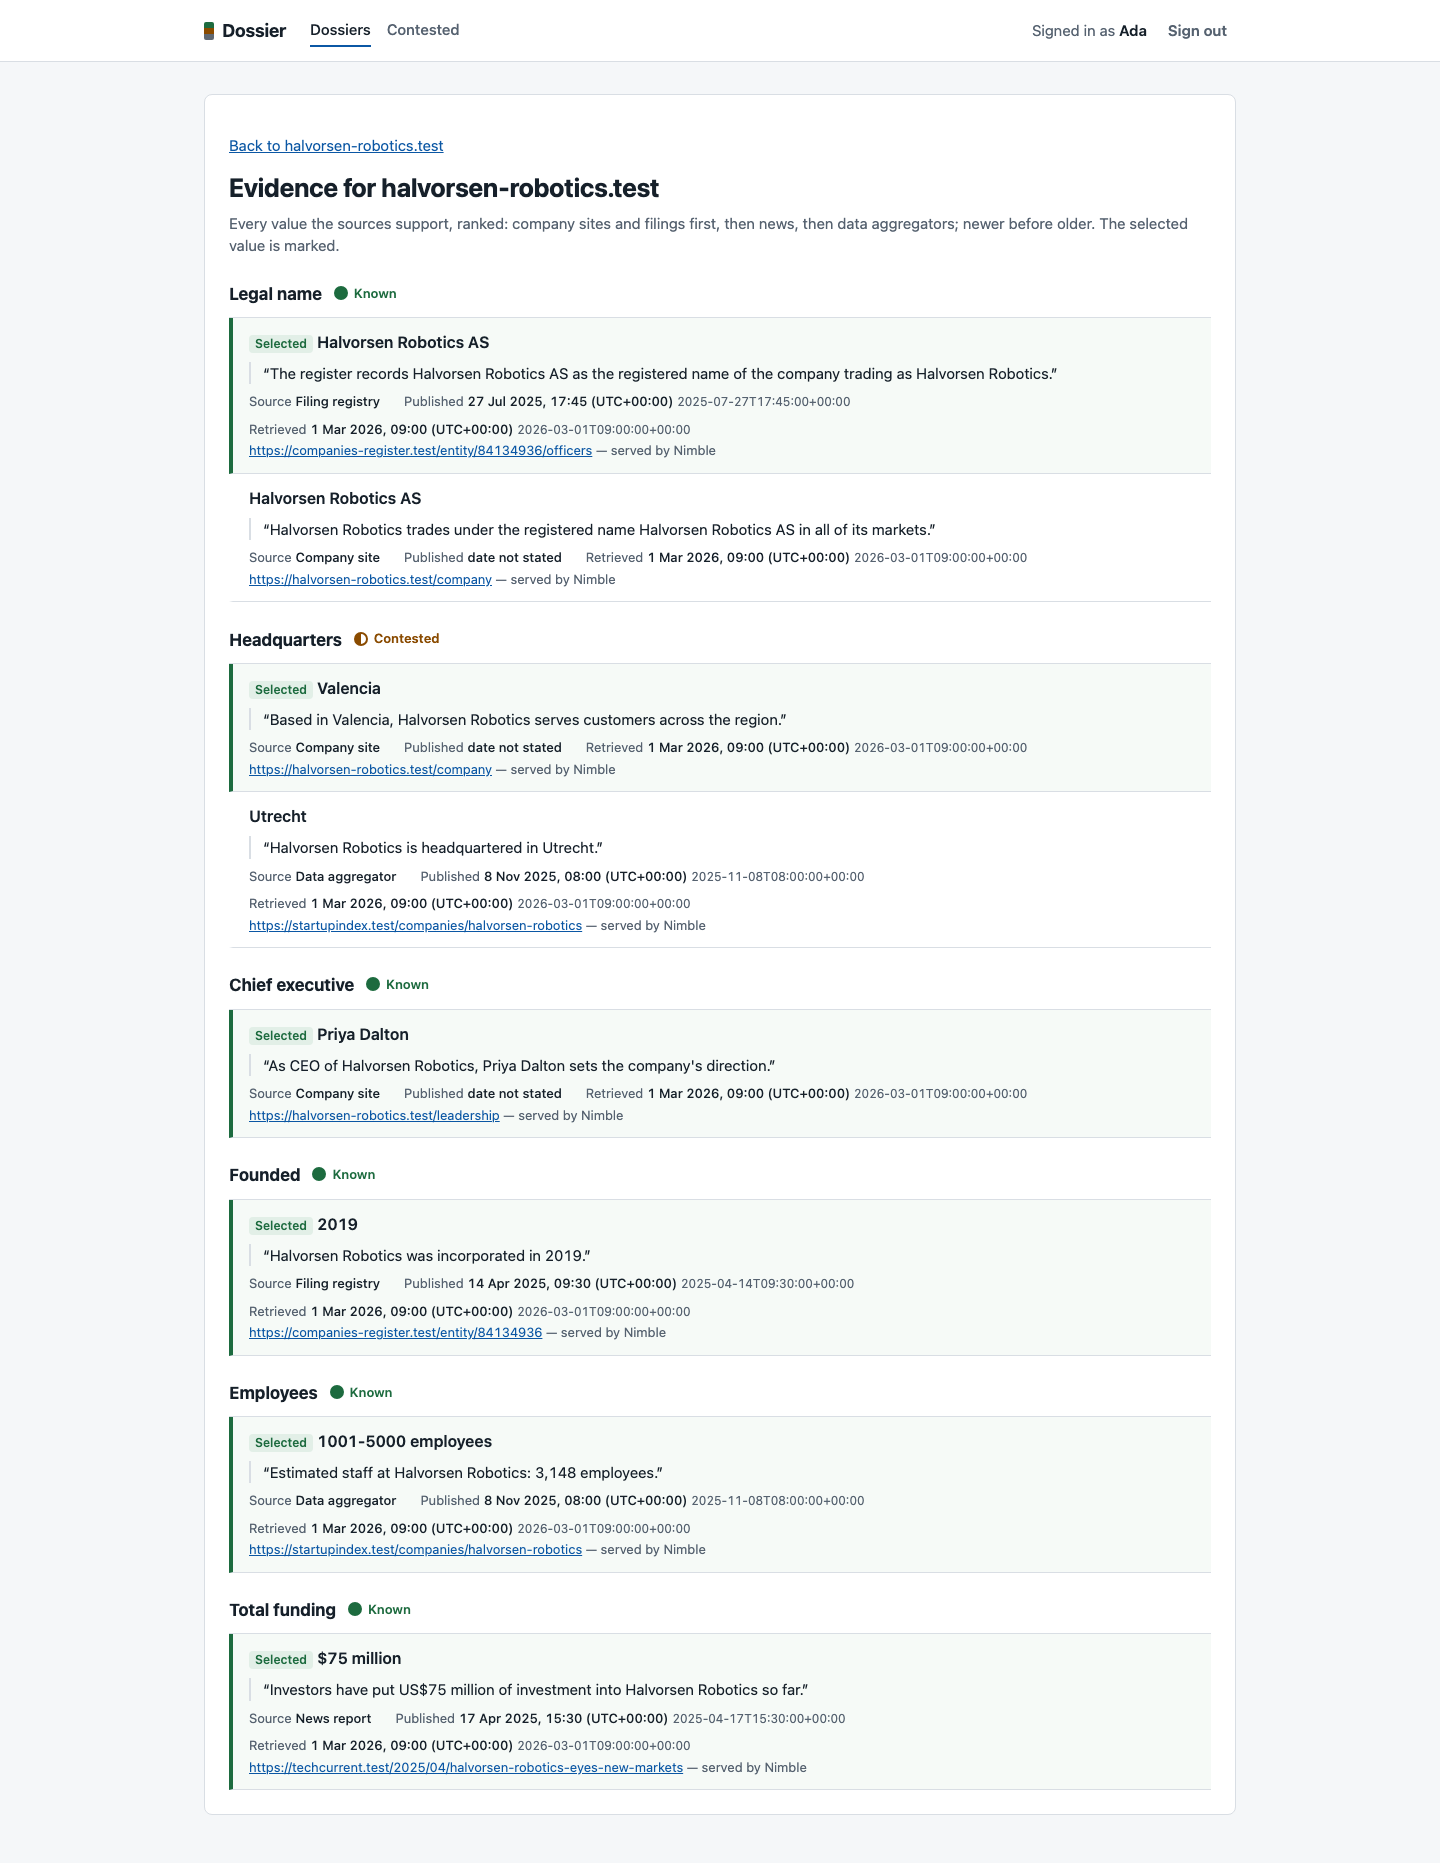 Dossier
Dossiers
Contested
Signed in as Ada
Sign out
Back to halvorsen-robotics.test
Evidence for halvorsen-robotics.test
Every value the sources support, ranked: company sites and filings first, then news, then data aggregators; newer before older. The selected
value is marked.
Legal name Known
Selected Halvorsen Robotics AS
“The register records Halvorsen Robotics AS as the registered name of the company trading as Halvorsen Robotics.”
Source Filing registry Published 27 Jul 2025, 17:45 (UTC+00:00) 2025-07-27T17:45:00+00:00
Retrieved 1 Mar 2026, 09:00 (UTC+00:00) 2026-03-01T09:00:00+00:00
https://companies-register.test/entity/84134936/officers — served by Nimble
Halvorsen Robotics AS
“Halvorsen Robotics trades under the registered name Halvorsen Robotics AS in all of its markets.”
Source Company site Published date not stated Retrieved 1 Mar 2026, 09:00 (UTC+00:00) 2026-03-01T09:00:00+00:00
https://halvorsen-robotics.test/company — served by Nimble
Headquarters Contested
Selected Valencia
“Based in Valencia, Halvorsen Robotics serves customers across the region.”
Source Company site Published date not stated Retrieved 1 Mar 2026, 09:00 (UTC+00:00) 2026-03-01T09:00:00+00:00
https://halvorsen-robotics.test/company — served by Nimble
Utrecht
“Halvorsen Robotics is headquartered in Utrecht.”
Source Data aggregator Published 8 Nov 2025, 08:00 (UTC+00:00) 2025-11-08T08:00:00+00:00
Retrieved 1 Mar 2026, 09:00 (UTC+00:00) 2026-03-01T09:00:00+00:00
https://startupindex.test/companies/halvorsen-robotics — served by Nimble
Chief executive Known
Selected Priya Dalton
“As CEO of Halvorsen Robotics, Priya Dalton sets the company's direction.”
Source Company site Published date not stated Retrieved 1 Mar 2026, 09:00 (UTC+00:00) 2026-03-01T09:00:00+00:00
https://halvorsen-robotics.test/leadership — served by Nimble
Founded Known
Selected 2019
“Halvorsen Robotics was incorporated in 2019.”
Source Filing registry Published 14 Apr 2025, 09:30 (UTC+00:00) 2025-04-14T09:30:00+00:00
Retrieved 1 Mar 2026, 09:00 (UTC+00:00) 2026-03-01T09:00:00+00:00
https://companies-register.test/entity/84134936 — served by Nimble
Employees Known
Selected 1001-5000 employees
“Estimated staff at Halvorsen Robotics: 3,148 employees.”
Source Data aggregator Published 8 Nov 2025, 08:00 (UTC+00:00) 2025-11-08T08:00:00+00:00
Retrieved 1 Mar 2026, 09:00 (UTC+00:00) 2026-03-01T09:00:00+00:00
https://startupindex.test/companies/halvorsen-robotics — served by Nimble
Total funding Known
Selected $75 million
“Investors have put US$75 million of investment into Halvorsen Robotics so far.”
Source News report Published 17 Apr 2025, 15:30 (UTC+00:00) 2025-04-17T15:30:00+00:00
Retrieved 1 Mar 2026, 09:00 (UTC+00:00) 2026-03-01T09:00:00+00:00
https://techcurrent.test/2025/04/halvorsen-robotics-eyes-new-markets — served by Nimble